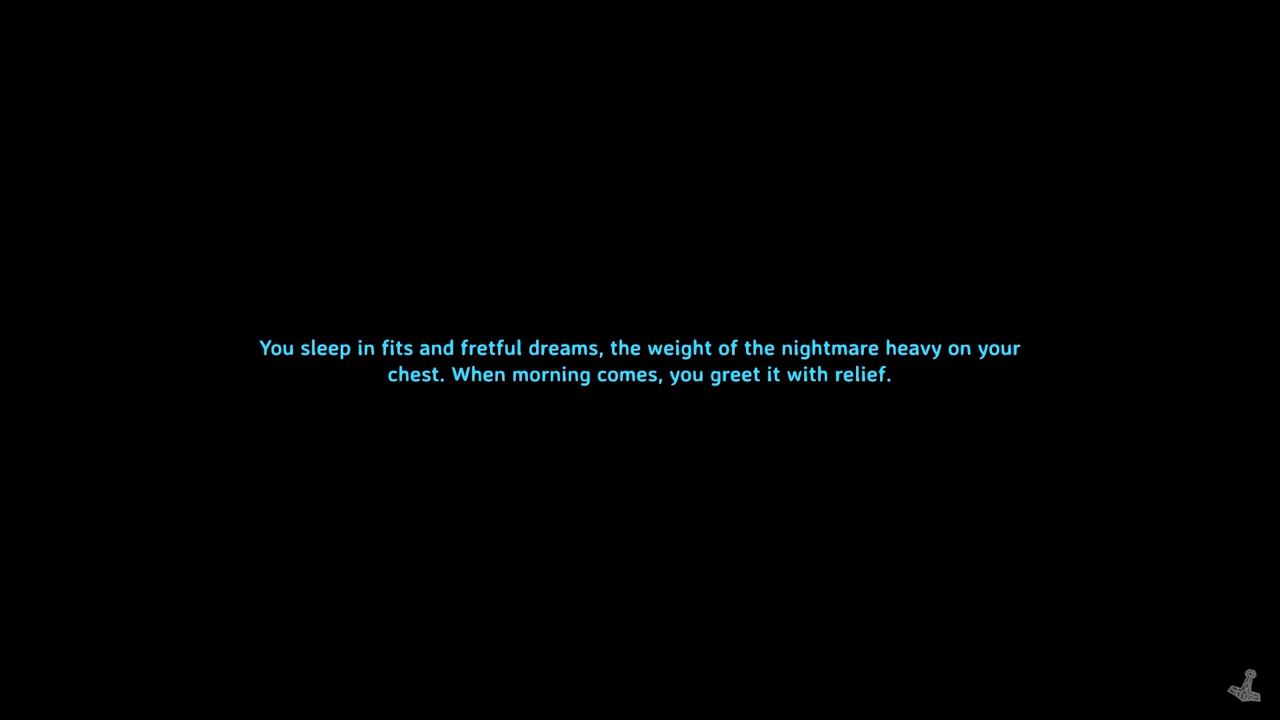 You sleep in fits and fretful dreams, the weight of the nightmare heavy on your
chest. When morning comes, you greet it with relief.